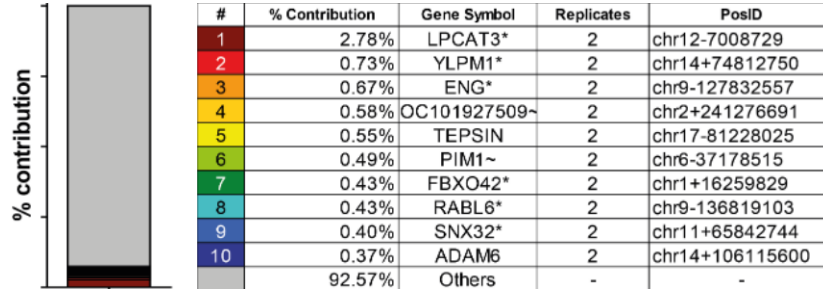 % contribution
# % Contribution Gene Symbol Replicates PosID
1 2.78% LPCAT3* 2 chr12-7008729
2 0.73% YLPM1* 2 chr14+74812750
3 0.67% ENG* 2 chr9-127832557
4 0.58% OC101927509~ 2 chr2+241276691
5 0.55% TEPSIN 2 chr17-81228025
6 0.49% PIM1~ 2 chr6-37178515
7 0.43% FBXO42* 2 chr1+16259829
8 0.43% RABL6* 2 chr9-136819103
9 0.40% SNX32* 2 chr11+65842744
10 0.37% ADAM6 2 chr14+106115600
92.57% Others - -